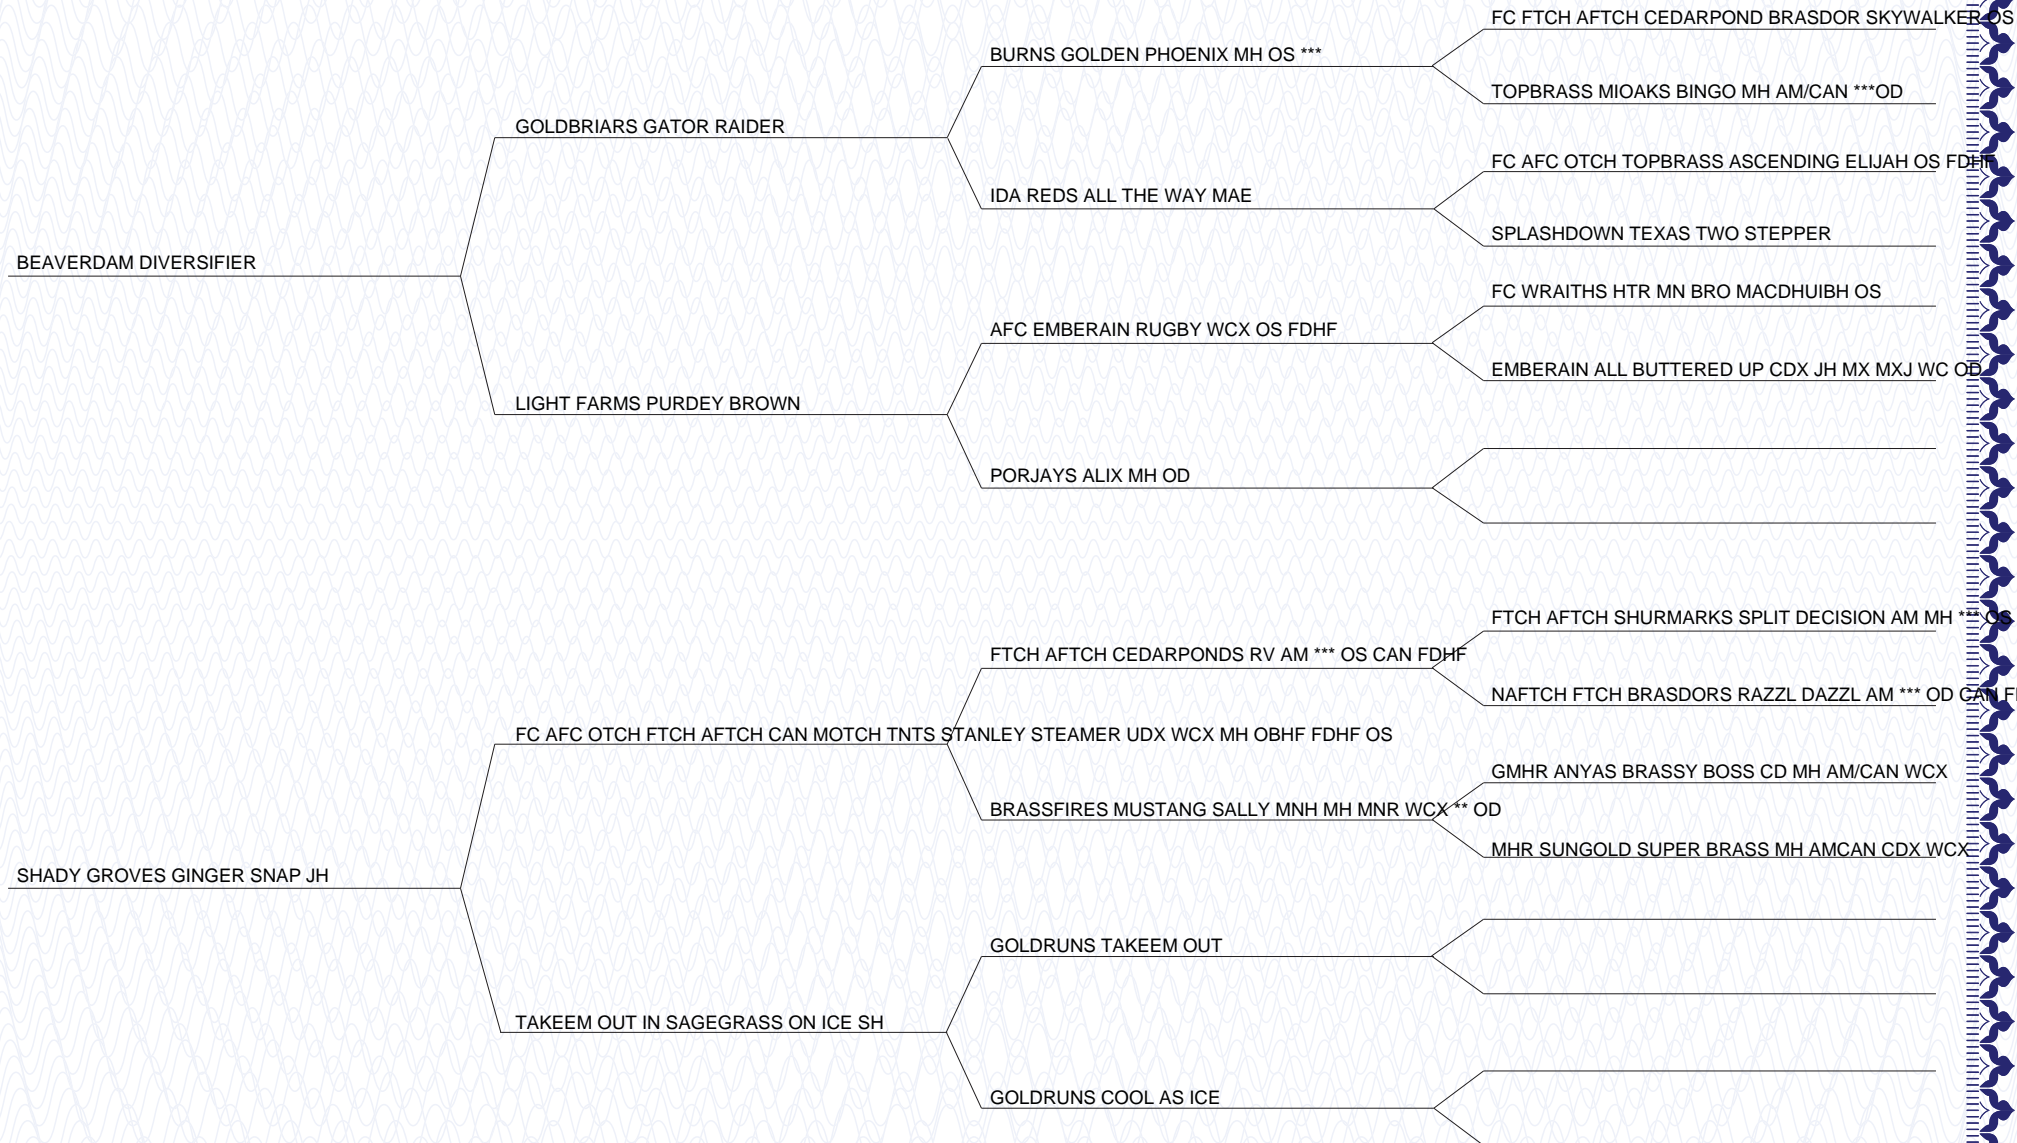 FC FTCH AFTCH CEDARPOND BRASDOR SKYWALKER OS
BURNS GOLDEN PHOENIX MH OS ***
TOPBRASS MIOAKS BINGO MH AM/CAN ***OD
GOLDBRIARS GATOR RAIDER
FC AFC OTCH TOPBRASS ASCENDING ELIJAH OS FDHF
IDA REDS ALL THE WAY MAE
SPLASHDOWN TEXAS TWO STEPPER
BEAVERDAM DIVERSIFIER
FC WRAITHS HTR MN BRO MACDHUIBH OS
AFC EMBERAIN RUGBY WCX OS FDHF
EMBERAIN ALL BUTTERED UP CDX JH MX MXJ WC OD
LIGHT FARMS PURDEY BROWN
PORJAYS ALIX MH OD
FTCH AFTCH SHURMARKS SPLIT DECISION AM MH *** OS
FTCH AFTCH CEDARPONDS RV AM *** OS CAN FDHF
NAFTCH FTCH BRASDORS RAZZL DAZZL AM *** OD CAN
FC AFC OTCH FTCH AFTCH CAN MOTCH TNTS STANLEY STEAMER UDX WCX MH OBHF FDHF OS
GMHR ANYAS BRASSY BOSS CD MH AM/CAN WCX
BRASSFIRES MUSTANG SALLY MNH MH MNR WCX ** OD
MHR SUNGOLD SUPER BRASS MH AMCAN CDX WCX
SHADY GROVES GINGER SNAP JH
GOLDRUNS TAKEEM OUT
TAKEEM OUT IN SAGEGRASS ON ICE SH
GOLDRUNS COOL AS ICE